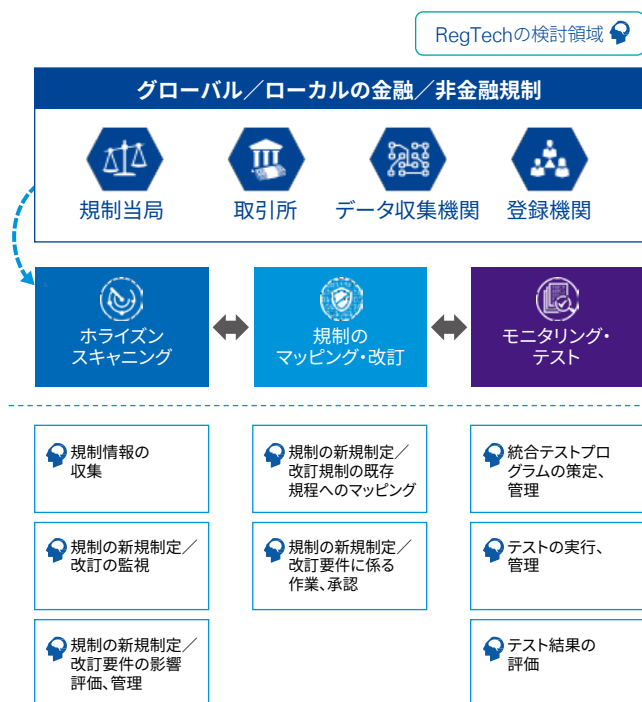 RegTechの検討領域
グローバル／ローカルの金融／非金融規制
規制当局
取引所
データ収集機関
登録機関
ホライズン
スキャニング
規制の
マッピング・改訂
モニタリング・
テスト
規制情報の
収集
規制の新規制定／
改訂の監視
規制の新規制定／
改訂要件の影響
評価、管理
規制の新規制定／
改訂規制の既存
規程へのマッピング
規制の新規制定／
改訂要件に係る
作業、承認
統合テストプロ
グラムの策定、
管理
テストの実行、
管理
テスト結果の
評価